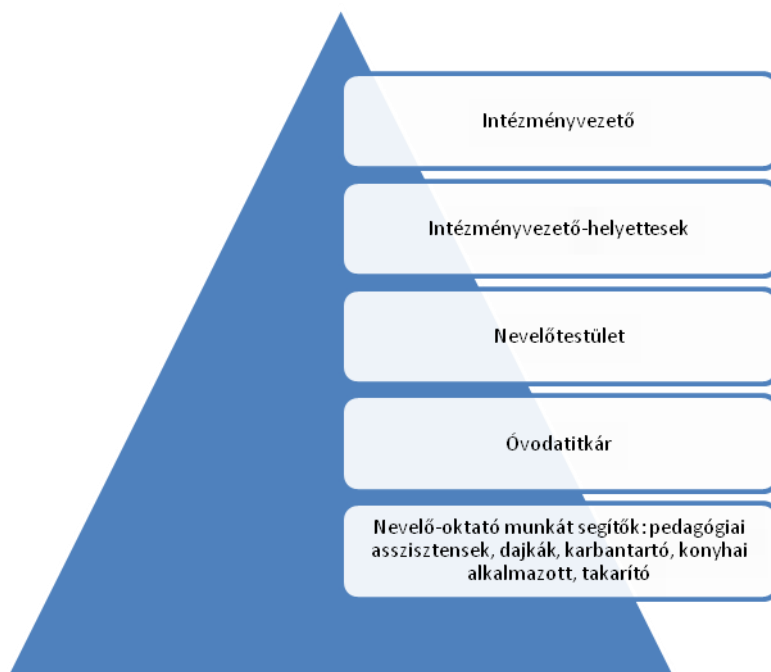 Intézményvezető
Intézményvezető-helyettesek
Nevelőtestület
Óvodatitkár
Nevelő-oktató munkát segítők: pedagógiai
asszisztensek, dajkák, karbantartó, konyhai
alkalmazott, takarító